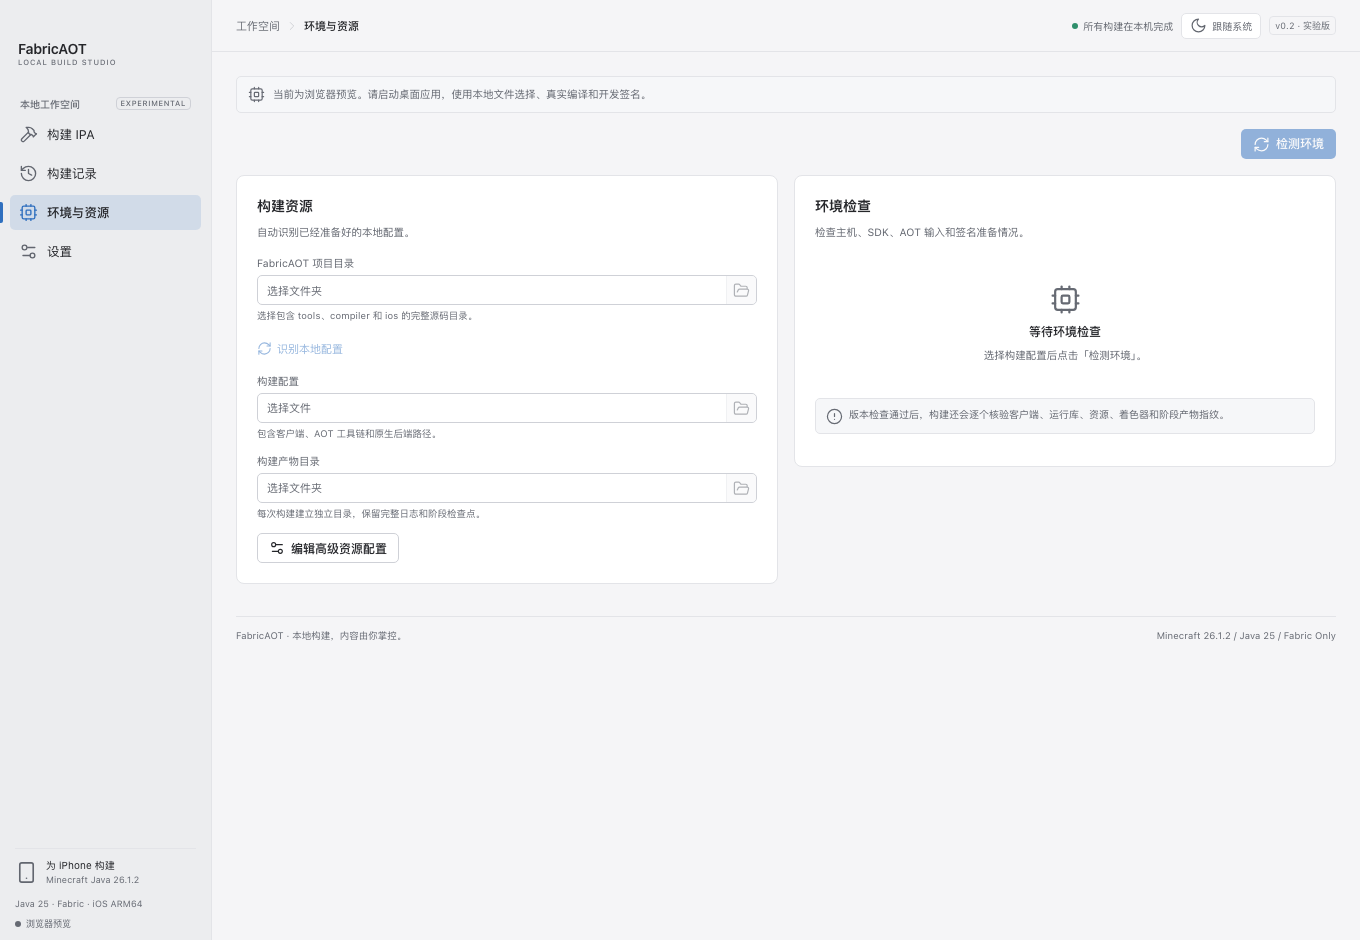 FabricAOT
LOCAL BUILD STUDIO
本地工作空间
EXPERIMENTAL
构建 IPA
构建记录
环境与资源
设置
为 iPhone 构建
Minecraft Java 26.1.2
Java 25 · Fabric · iOS ARM64
浏览器预览
工作空间
环境与资源
所有构建在本机完成
跟随系统
v0.2 · 实验版
当前为浏览器预览。请启动桌面应用，使用本地文件选择、真实编译和开发签名。
检测环境
构建资源
自动识别已经准备好的本地配置。
FabricAOT 项目目录
选择文件夹
选择包含 tools、compiler 和 ios 的完整源码目录。
识别本地配置
构建配置
选择文件
包含客户端、AOT 工具链和原生后端路径。
构建产物目录
选择文件夹
每次构建建立独立目录，保留完整日志和阶段检查点。
编辑高级资源配置
环境检查
检查主机、SDK、AOT 输入和签名准备情况。
等待环境检查
选择构建配置后点击「检测环境」。
版本检查通过后，构建还会逐个核验客户端、运行库、资源、着色器和阶段产物指纹。
FabricAOT · 本地构建，内容由你掌控。
Minecraft 26.1.2 / Java 25 / Fabric Only